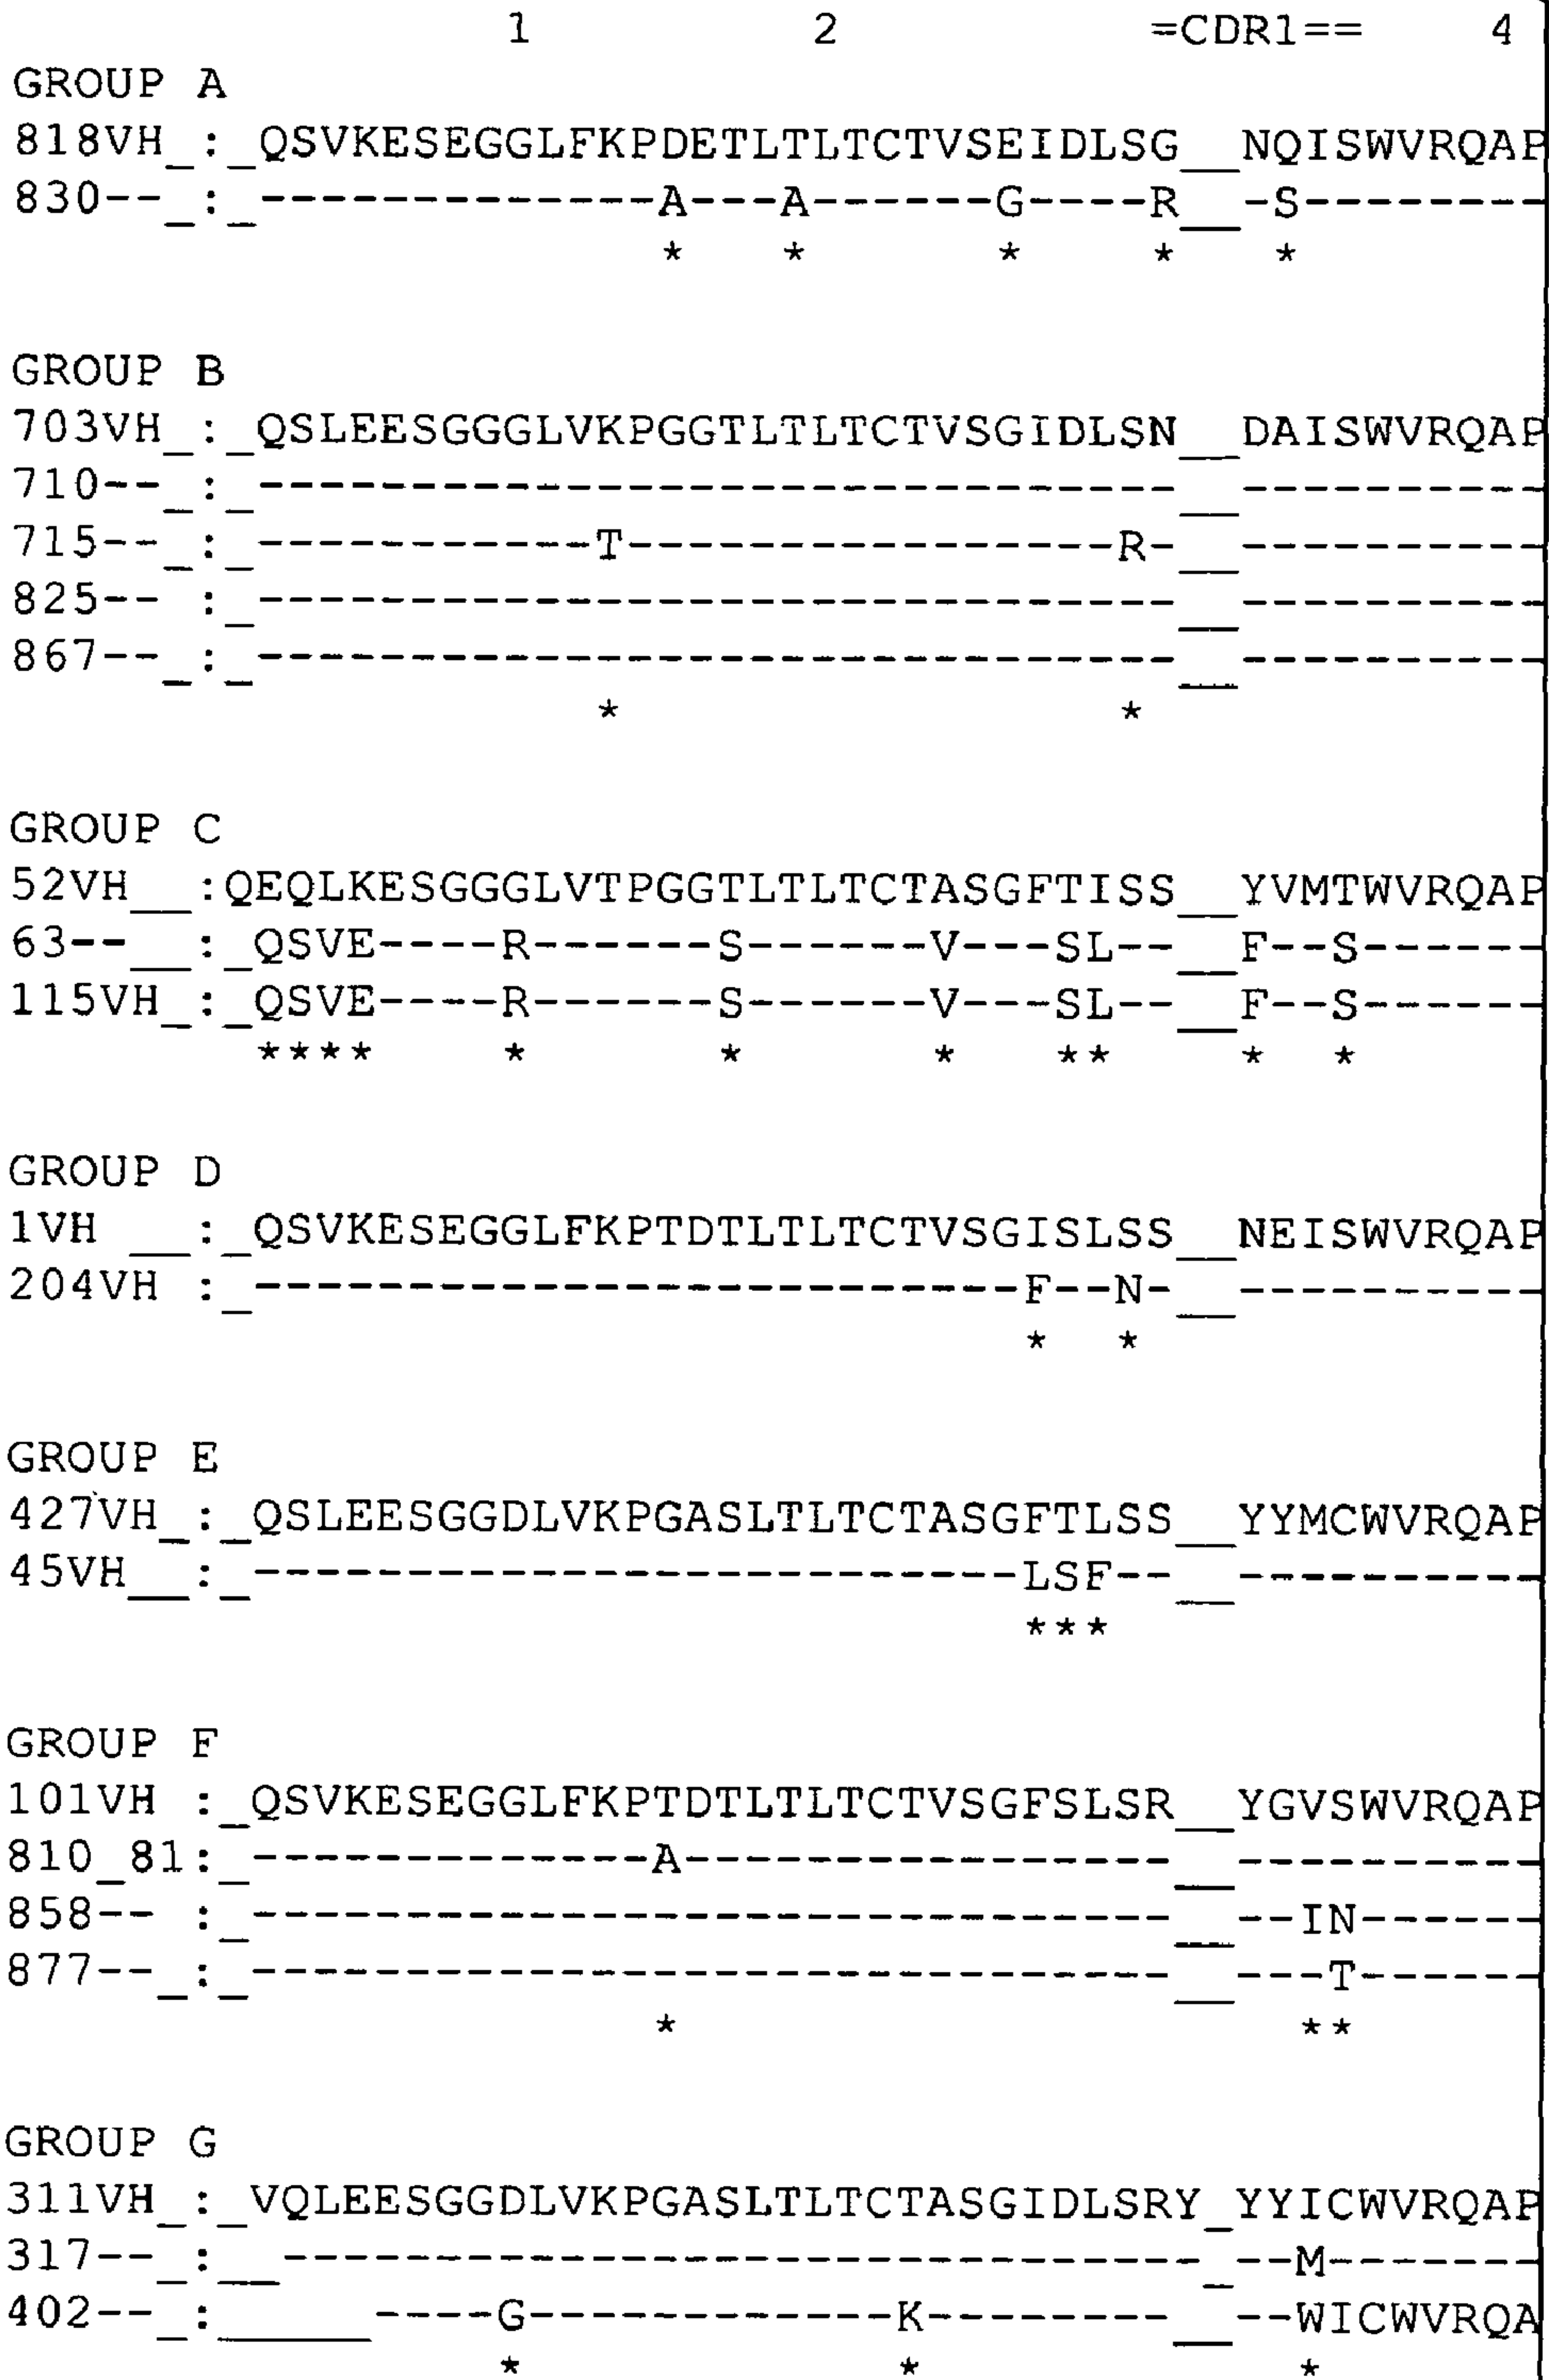 1 2 =CDR1== 4
GROUP A
818VH_:_QSVKESEGGLFKPDETLTLTCTVSEIDLSG__NQISWVRQAP
830--_:_-------------A---A------G----R__-S--------
* * * * *
GROUP B
703VH_:_QSLEESGGGLVKPGGTLTLTCTVSGIDLSN__DAISWVRQAP
710--_:_------------------------------__----------
715--_:_-----------T----------------R-__----------
825-- :_------------------------------__----------
867--_:_------------------------------__----------
* *
GROUP C
52VH__:QEQLKESGGGLVTPGGTLTLTCTASGFTISS__YVMTWVRQAP
63--__:_QSVE----R------S------V---SL--__F--S------
115VH_:_QSVE----R------S------V---SL--__F--S------
**** * * * ** * *
GROUP D
1VH __:_QSVKESEGGLFKPTDTLTLTCTVSGISLSS__NEISWVRQAP
204VH :_-------------------------F--N-__----------
* *
GROUP E
427VH_:_QSLEESGGDLVKPGASLTLTCTASGFTLSS__YYMCWVRQAP
45VH__:_-------------------------LSF--__----------
***
GROUP F
101VH :_QSVKESEGGLFKPTDTLTLTCTVSGFSLSR__YGVSWVRQAP
810_81:_-------------A----------------__----------
858-- :_------------------------------__--IN------
877--_:_------------------------------__---T------
* **
GROUP G
311VH_:_VQLEESGGDLVKPGASLTLTCTASGIDLSRY_YYICWVRQAP
317--_:__------------------------------_--M-------
402--_:_____----G------------K--------__--WICWVRQA
* * *